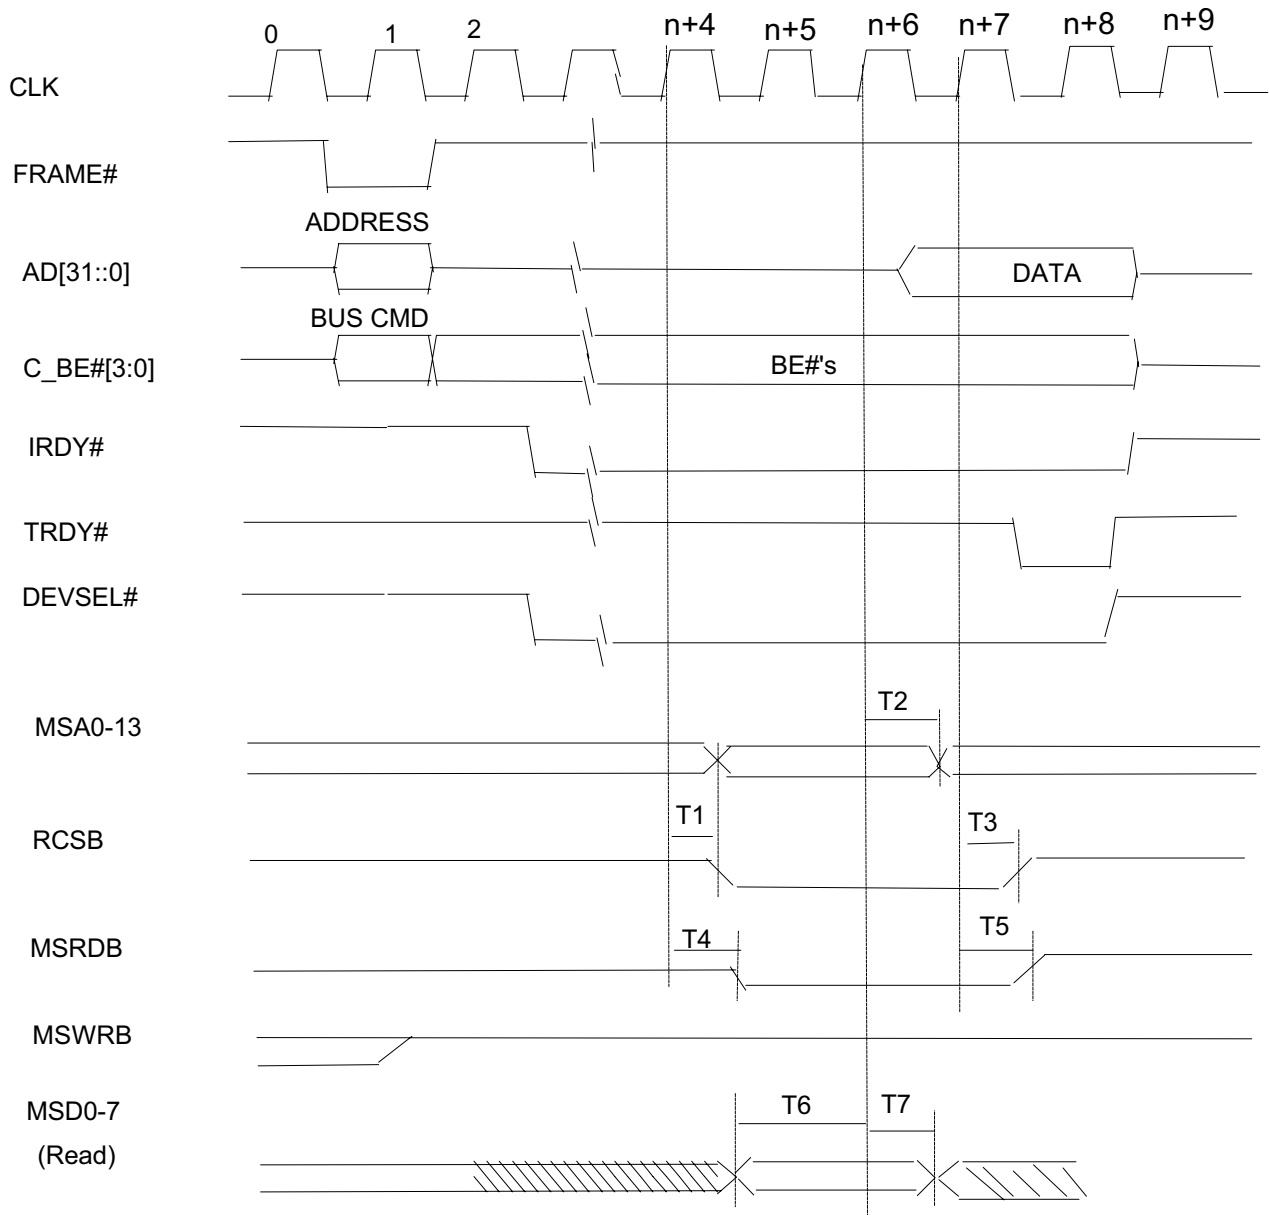 0 1 2 n+4 n+5 n+6 n+7 n+8 n+9
CLK
FRAME#
ADDRESS
AD[31::0]
DATA
BUS CMD
C_BE#[3:0]
BE#'s
IRDY#
TRDY#
DEVSEL#
T2
MSA0-13
T1
T3
RCSB
T4
T5
MSRDB
MSWRB
MSD0-7
T6
T7
(Read)